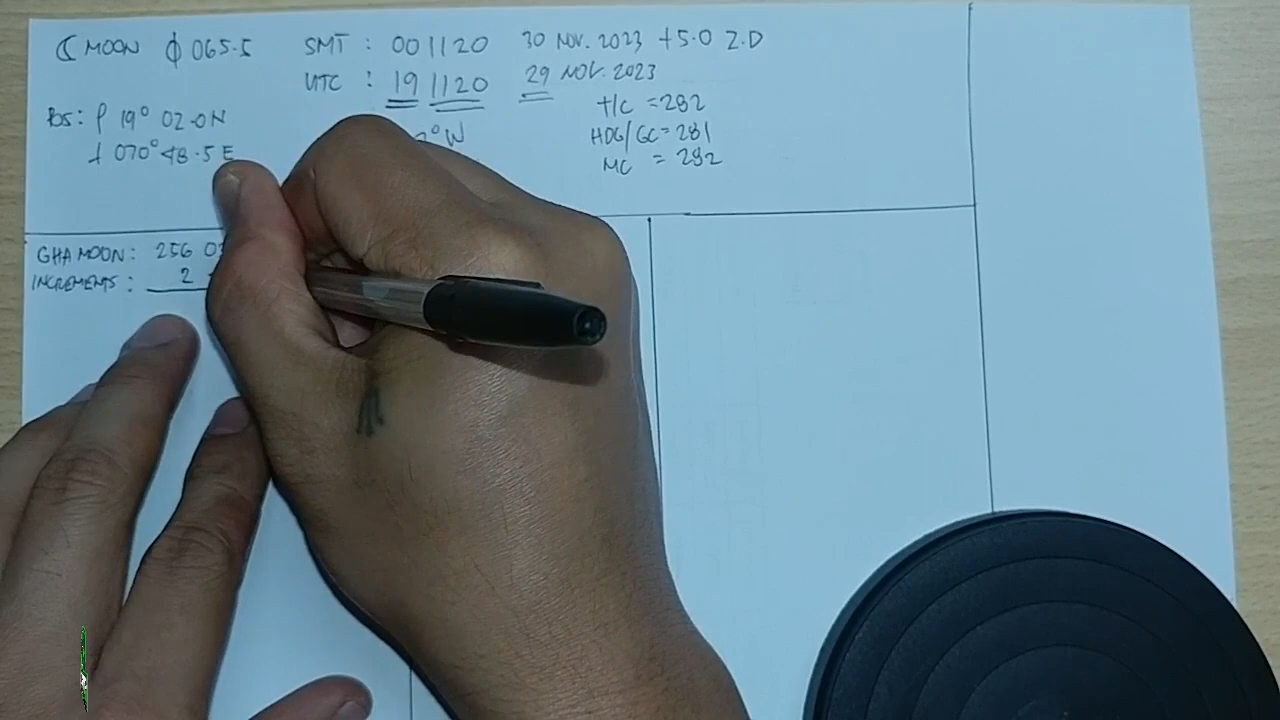 ☾ MOON ϕ 065.5
SMT : 001120 30 NOV. 2023 +5.0 Z.D
UTC : 191120 29 NOV. 2023
T/C = 282
HDG/GC = 281
MC = 282
°W
POS: φ 19° 02.0N
λ 070° 48.5 E
GHA MOON: 256
INCREMENTS: 2